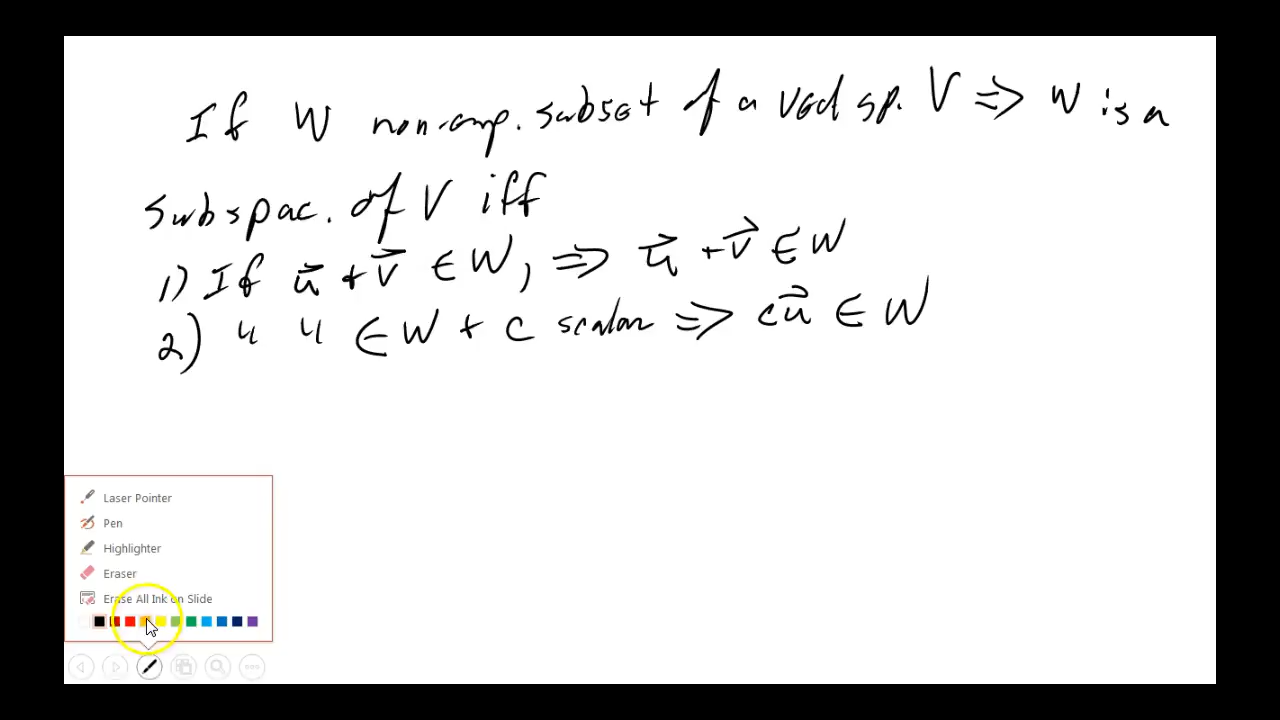 If W non-emp. subset of a vect sp. V ⇒ W is a
subspac. of V iff
1) If u⃗ + v⃗ ∈ W, ⇒ u⃗ + v⃗ ∈ W
2) " " ∈ W + c scalar ⇒ cu⃗ ∈ W
Laser Pointer
Pen
Highlighter
Eraser
Erase All Ink on Slide